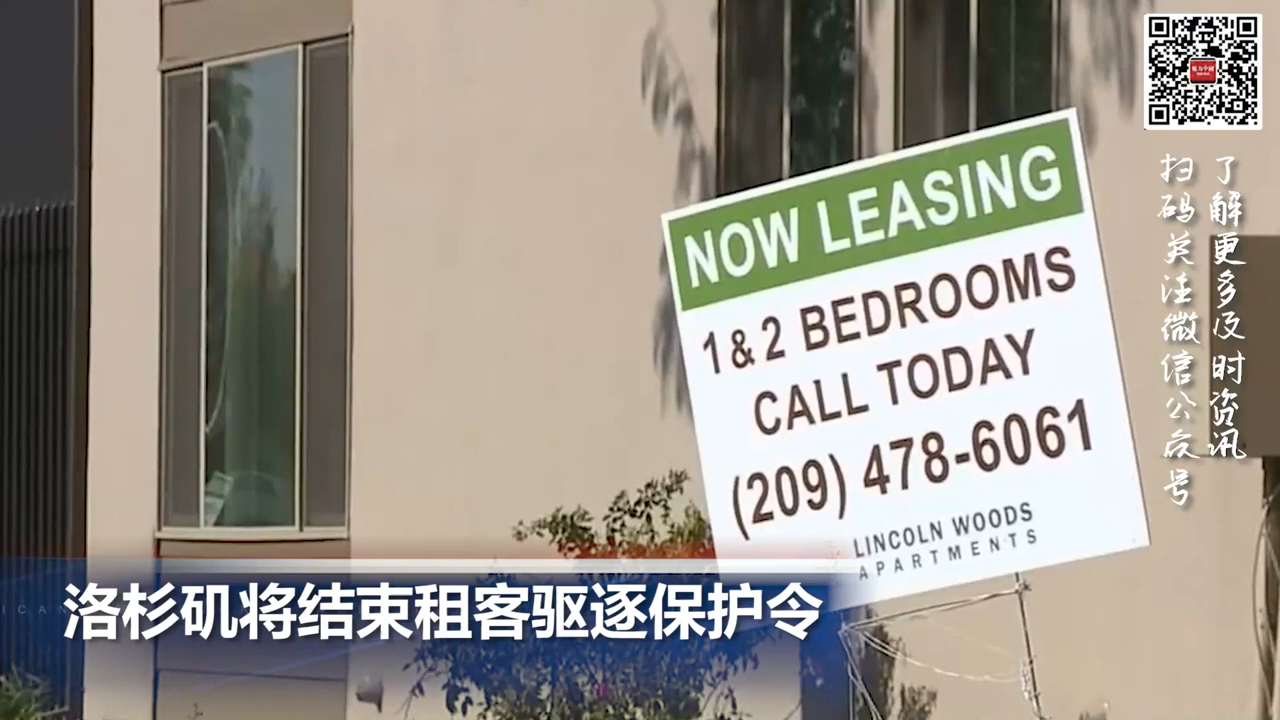 NOW LEASING
1 & 2 BEDROOMS
CALL TODAY
(209) 478-6061
LINCOLN WOODS
APARTMENTS
了解更多及时资讯
扫码关注微信公众号
洛杉矶将结束租客驱逐保护令